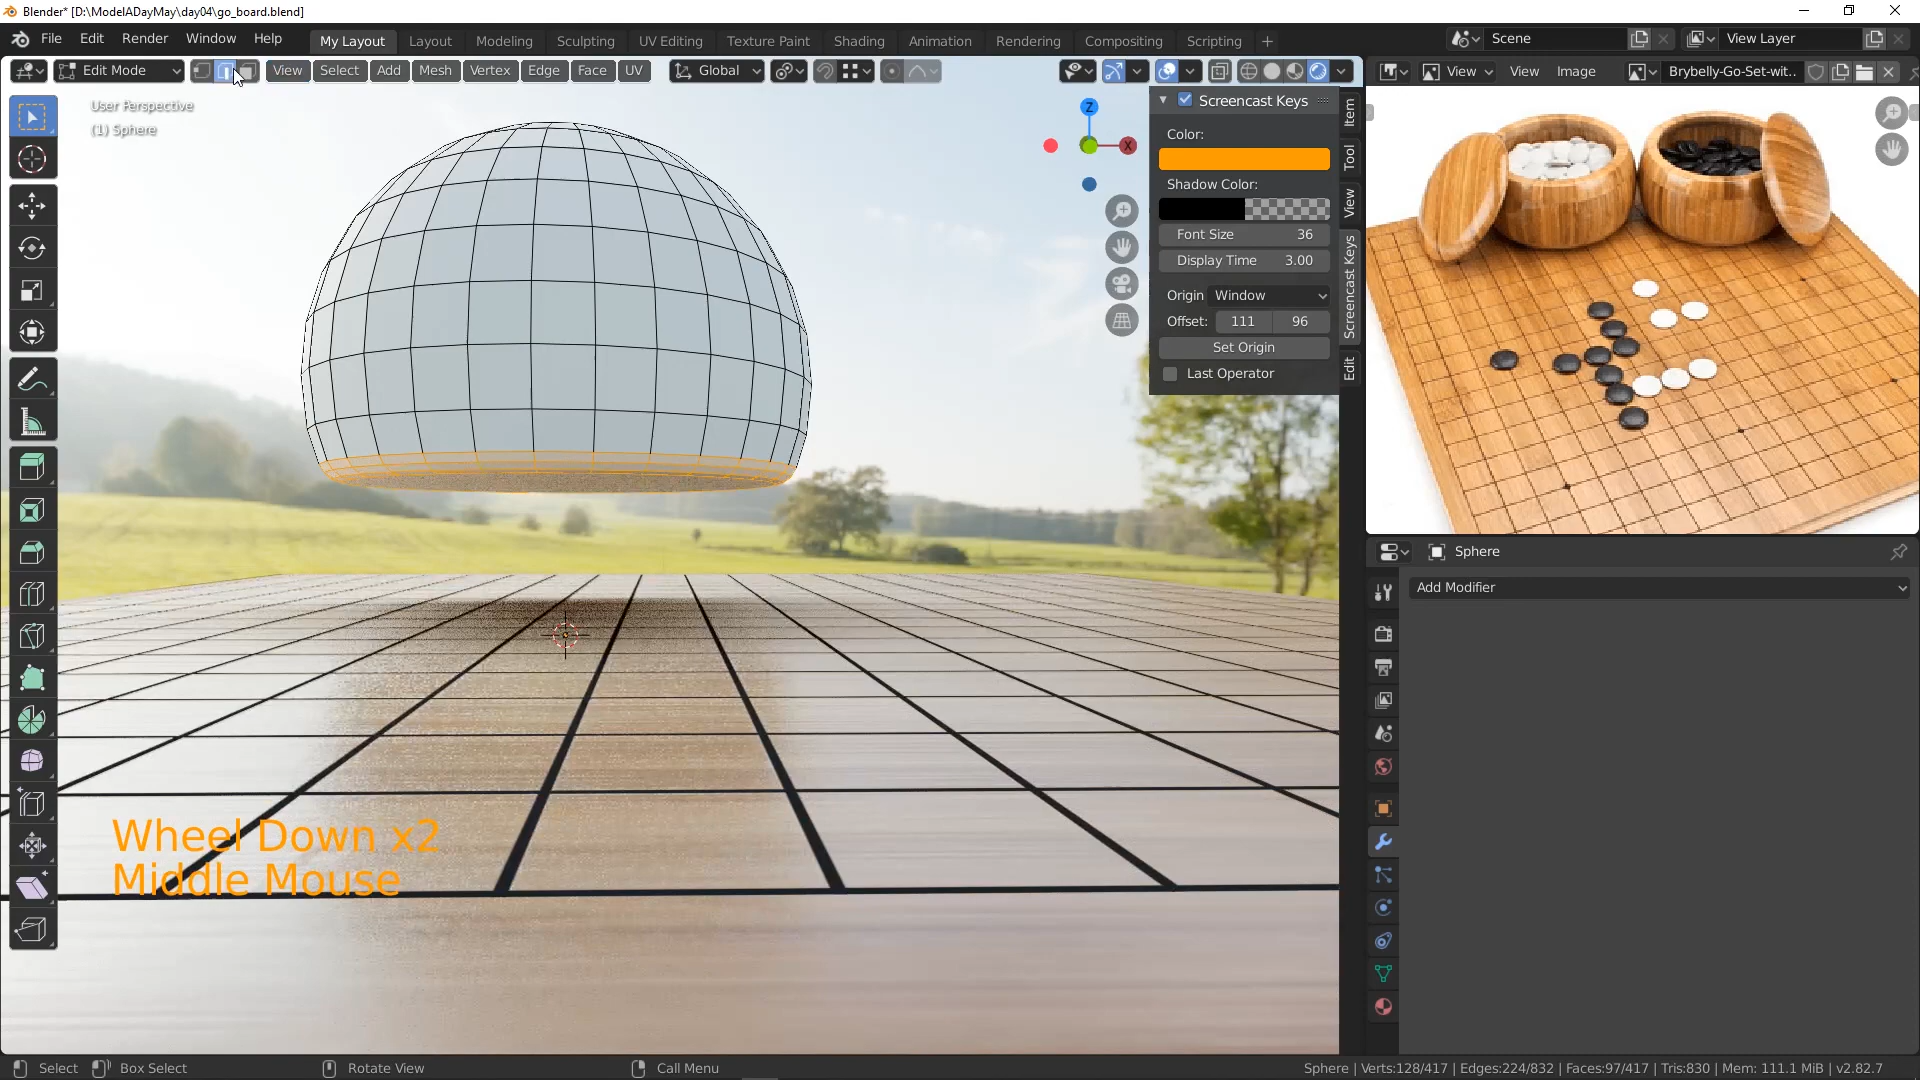 Blender* [D:\ModelADayMay\day04\go_board.blend]
File Edit Render Window Help My Layout Layout Modeling Sculpting UV Editing Texture Paint Shading Animation Rendering Compositing Scripting + Scene View Layer
Edit Mode View Select Add Mesh Vertex Edge Face UV Global View View Image Brybelly-Go-Set-wit..
User Perspective
(1) Sphere
Z
X
Screencast Keys
Color:
Shadow Color:
Font Size 36
Display Time 3.00
Origin Window
Offset: 111 96
Set Origin
Last Operator
Item
Tool
View
Screencast Keys
Edit
Sphere
Add Modifier
Wheel Down x2
Middle Mouse
Select Box Select Rotate View Call Menu Sphere | Verts:128/417 | Edges:224/832 | Faces:97/417 | Tris:830 | Mem: 111.1 MiB | v2.82.7